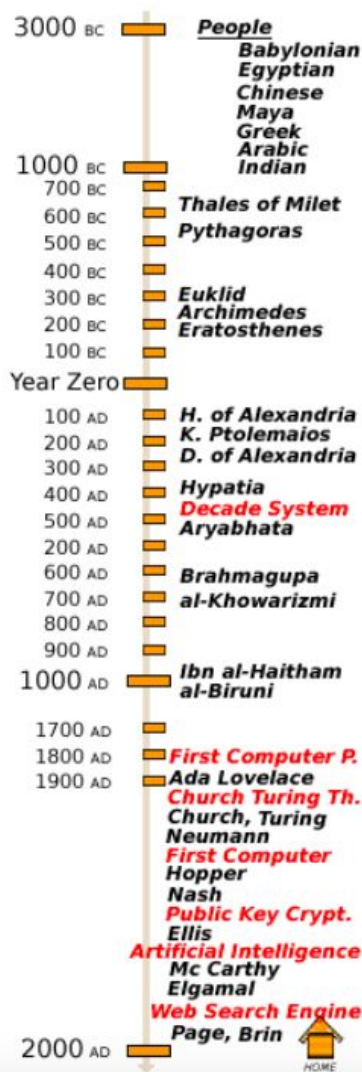 3000 BC People
Babylonian
Egyptian
Chinese
Maya
Greek
Arabic
1000 BC Indian
700 BC
Thales of Milet
600 BC
Pythagoras
500 BC
400 BC
300 BC Euklid
Archimedes
200 BC Eratosthenes
100 BC
Year Zero
100 AD H. of Alexandria
200 AD K. Ptolemaios
300 AD D. of Alexandria
400 AD Hypatia
500 AD Decade System
Aryabhata
200 AD
600 AD Brahmagupa
700 AD al-Khowarizmi
800 AD
900 AD
1000 AD Ibn al-Haitham
al-Biruni
1700 AD
1800 AD First Computer P.
1900 AD Ada Lovelace
Church Turing Th.
Church, Turing
Neumann
First Computer
Hopper
Nash
Public Key Crypt.
Ellis
Artificial Intelligence
Mc Carthy
Elgamal
Web Search Engine
2000 AD Page, Brin
HOME